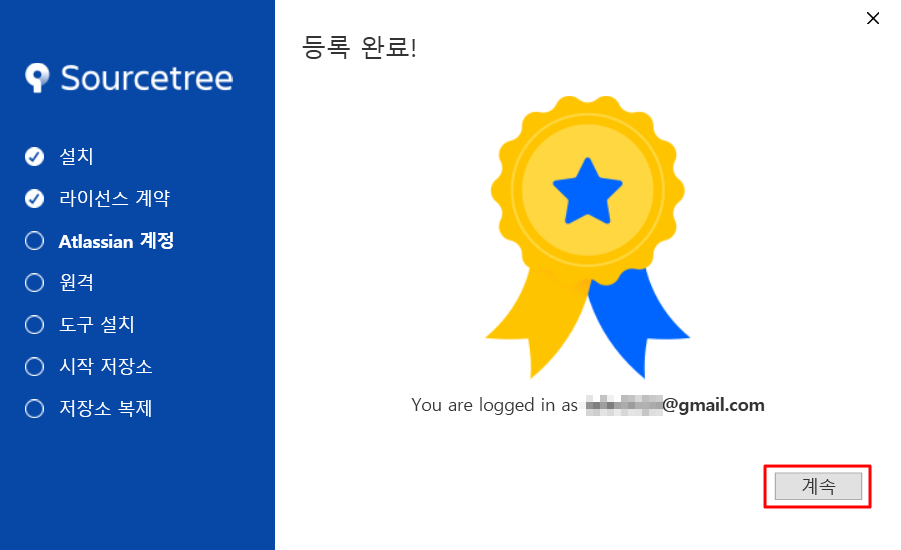 Sourcetree
설치
라이선스 계약
Atlassian 계정
원격
도구 설치
시작 저장소
저장소 복제
등록 완료!
You are logged in as @gmail.com
계속